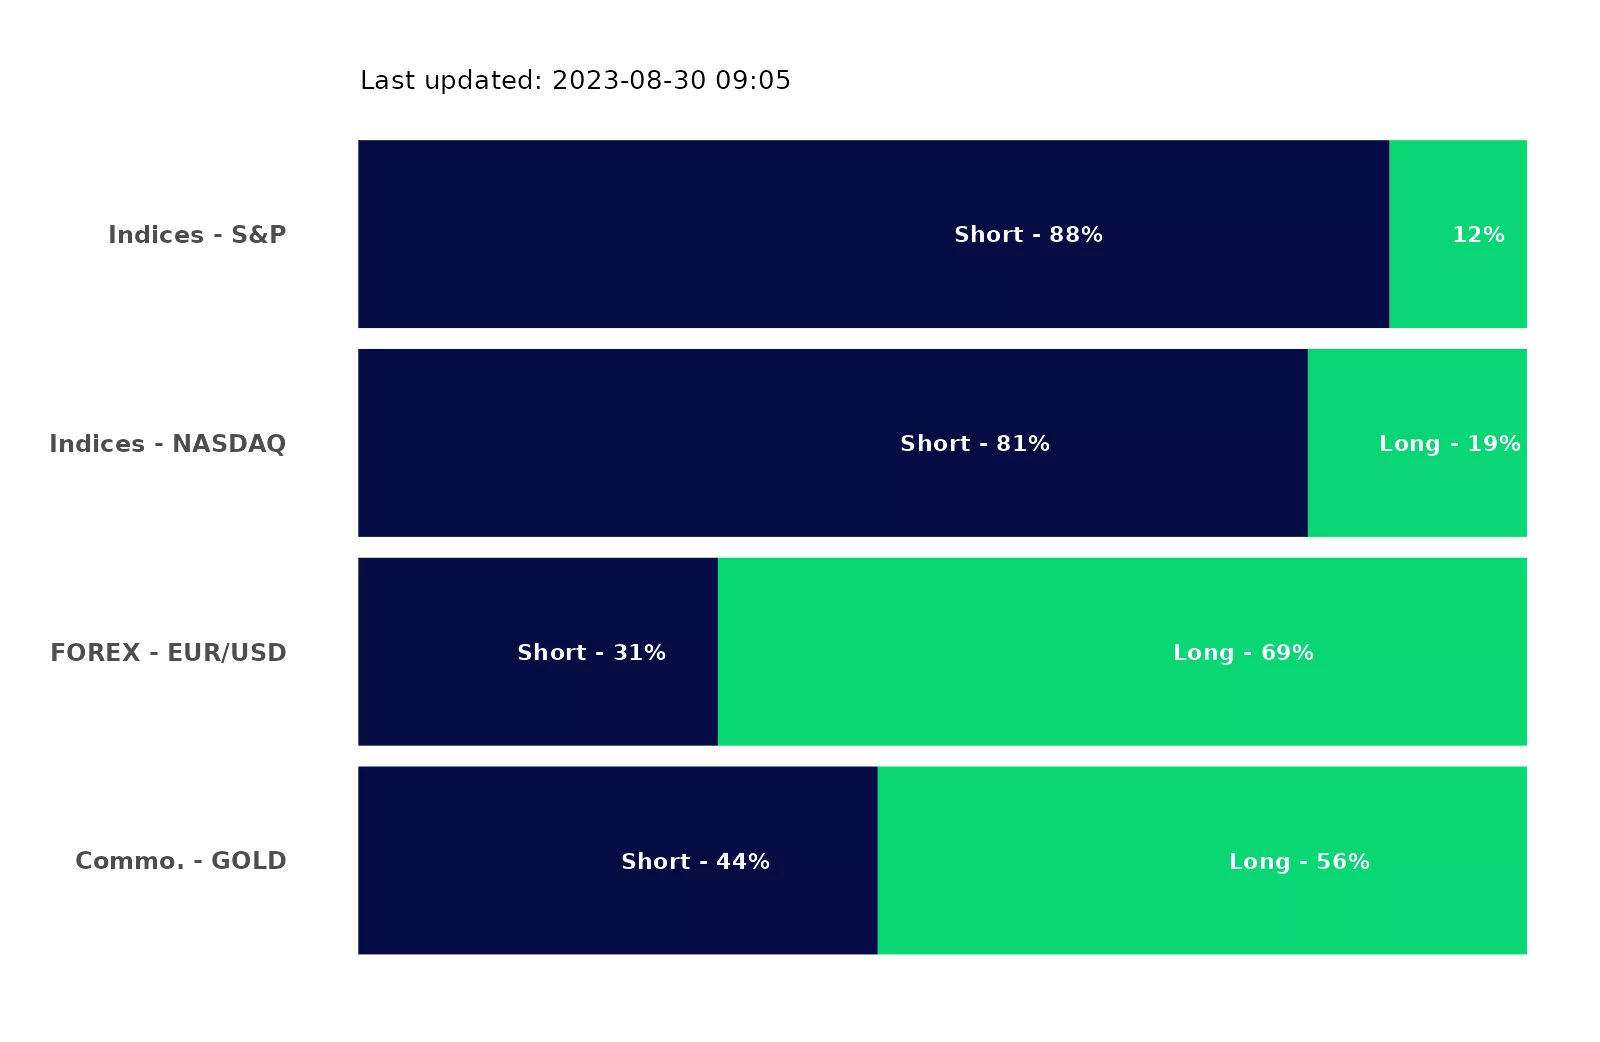 Last updated: 2023-08-30 09:05
Indices - S&P
Short - 88%
12%
Indices - NASDAQ
Short - 81%
Long - 19%
FOREX - EUR/USD
Short - 31%
Long - 69%
Commo. - GOLD
Short - 44%
Long - 56%